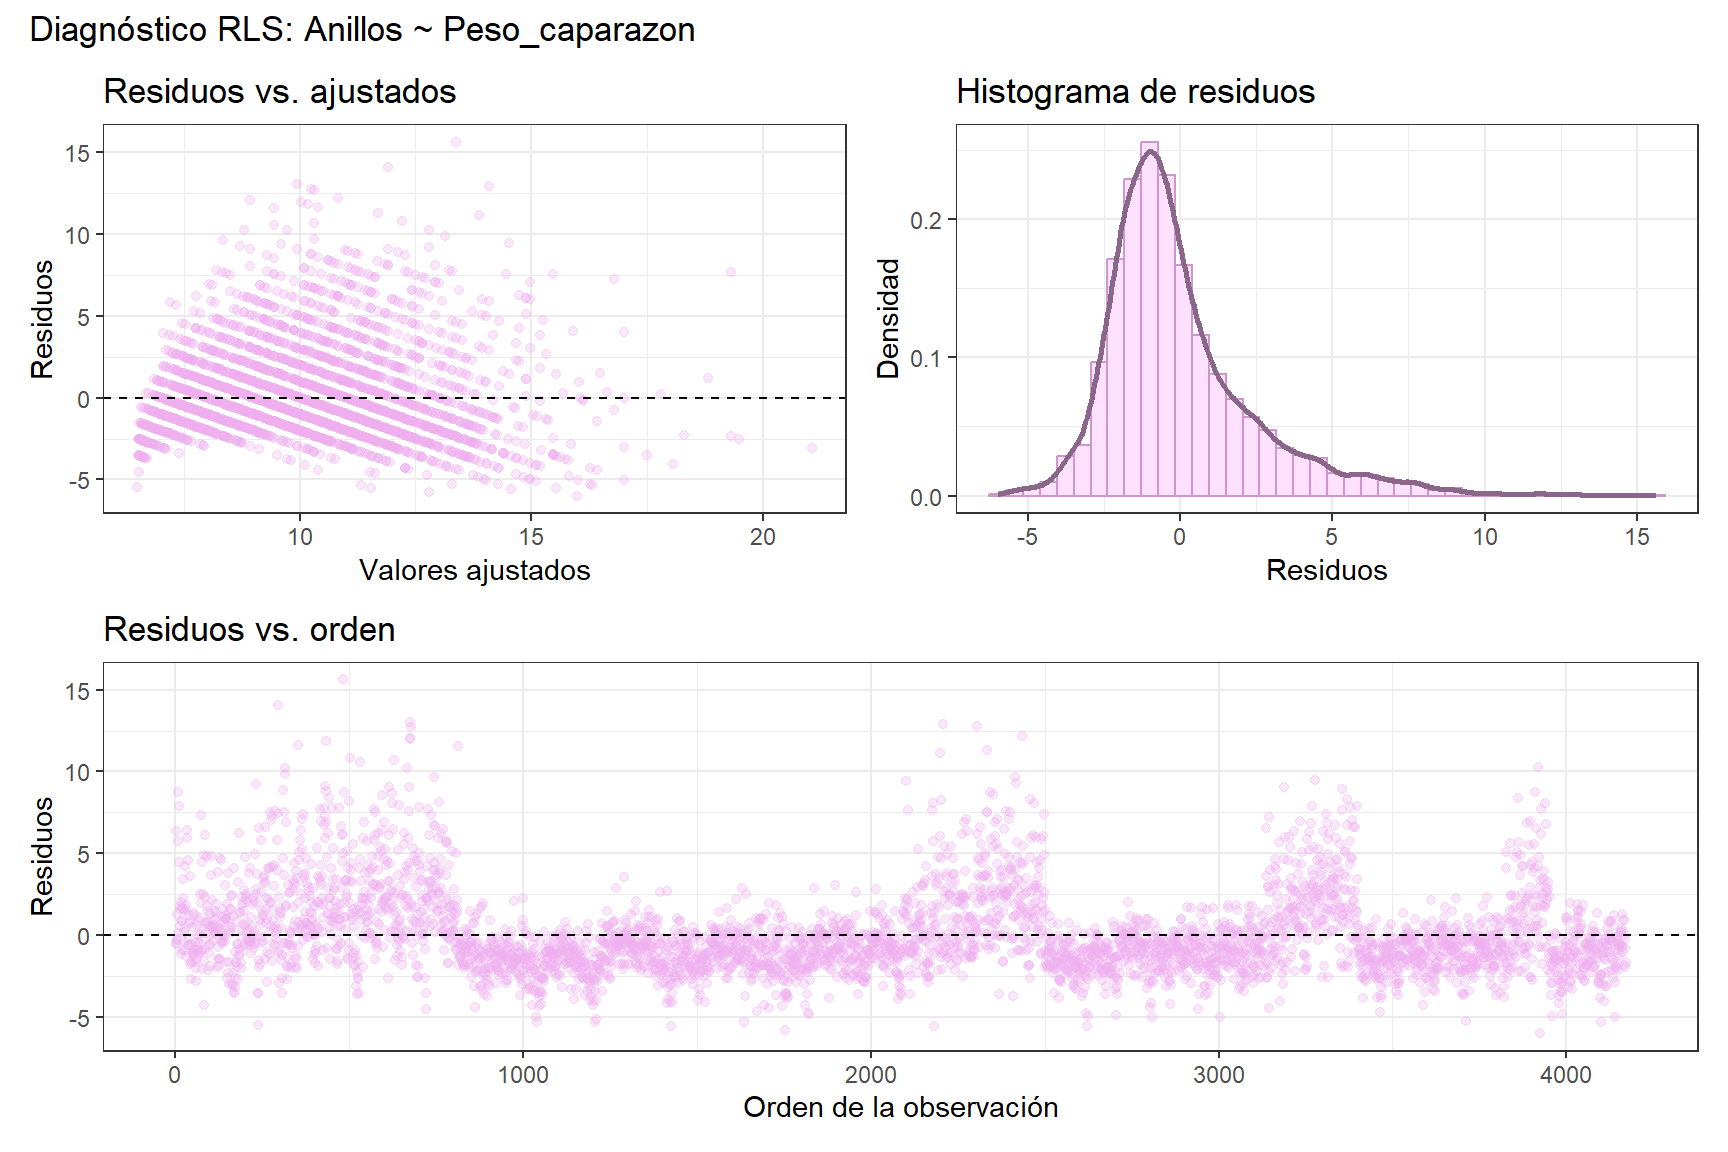 Diagnóstico RLS: Anillos ~ Peso_caparazon
Residuos vs. ajustados
15
10
5
0
-5
Residuos
10 15 20
Valores ajustados
Histograma de residuos
0.2
0.1
0.0
Densidad
-5 0 5 10 15
Residuos
Residuos vs. orden
15
10
5
0
-5
Residuos
0 1000 2000 3000 4000
Orden de la observación